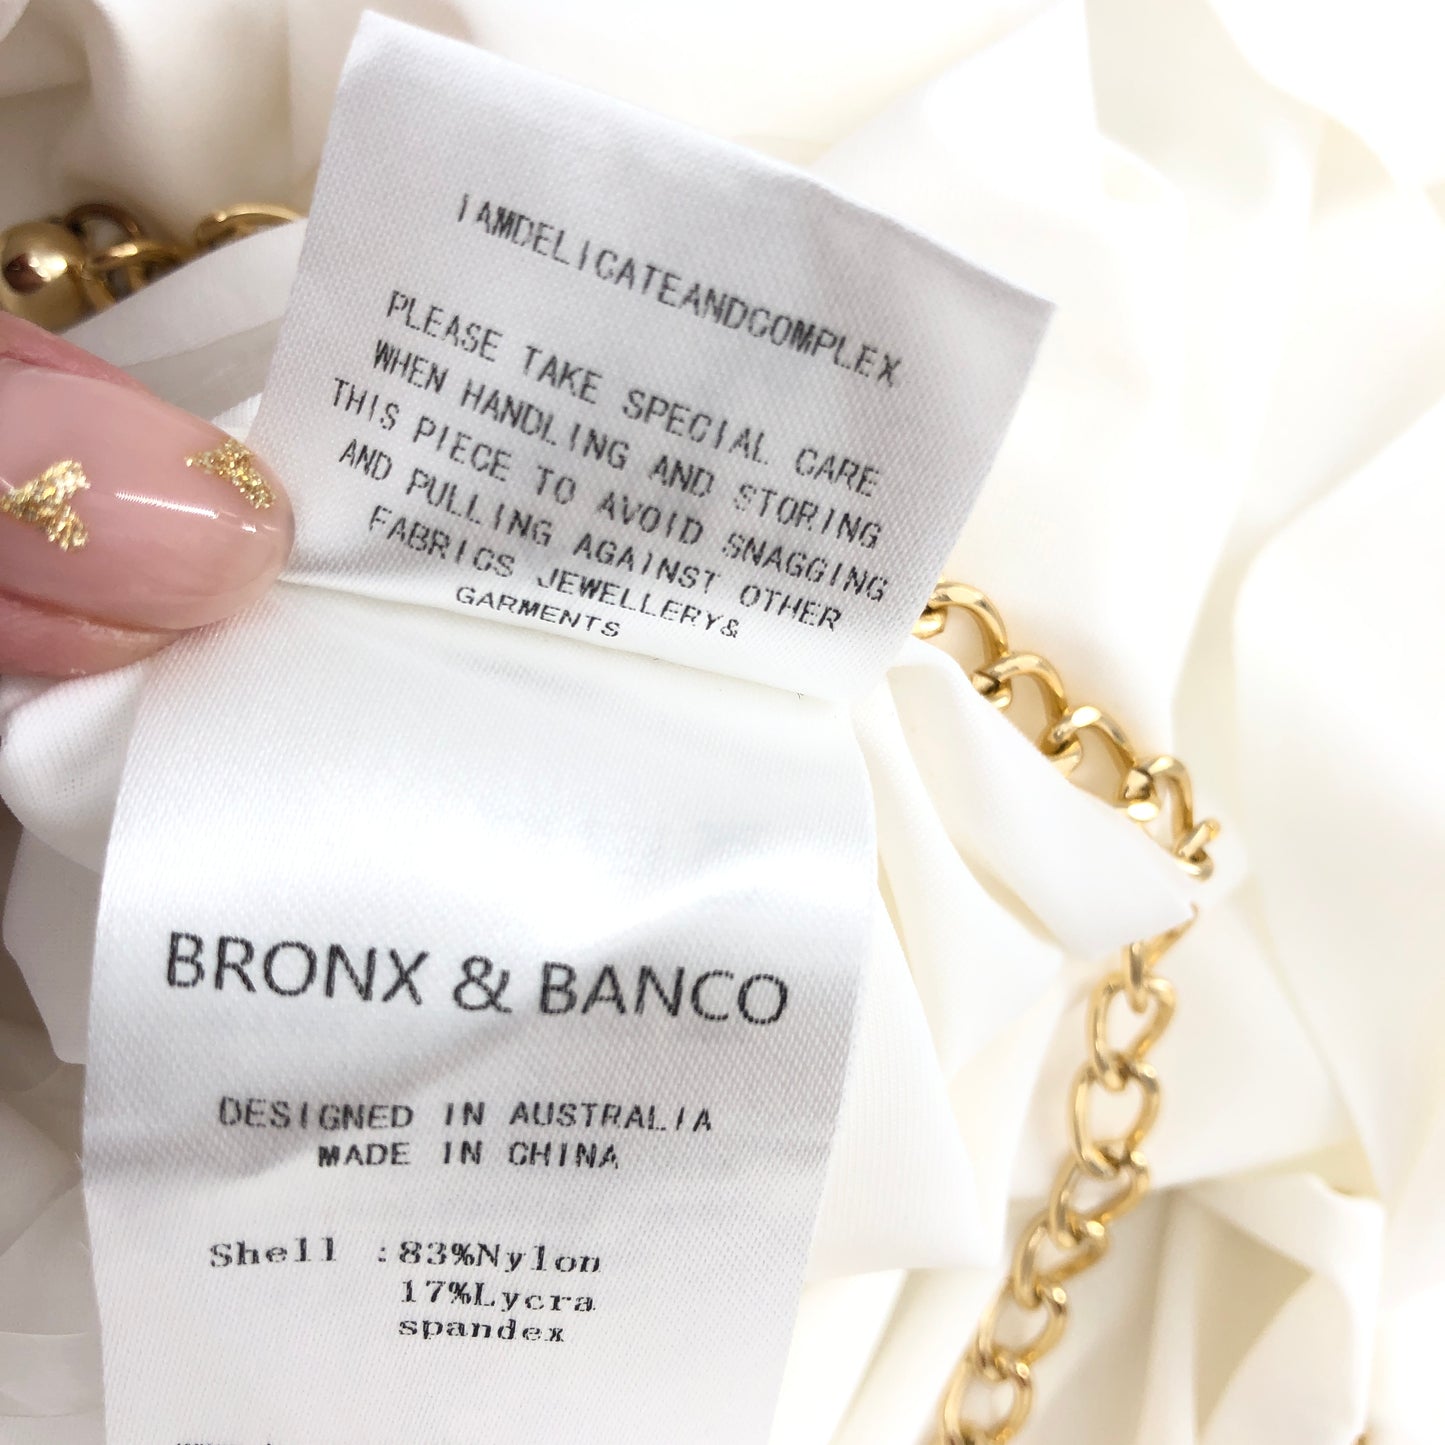 IAMDELICATEANDCOMPLEX
PLEASE TAKE SPECIAL CARE
WHEN HANDLING AND STORING
THIS PIECE TO AVOID SNAGGING
AND PULLING AGAINST OTHER
FABRICS JEWELLERY&
GARMENTS
BRONX & BANCO
DESIGNED IN AUSTRALIA
MADE IN CHINA
Shell :83%Nylon
17%Lycra
spandex